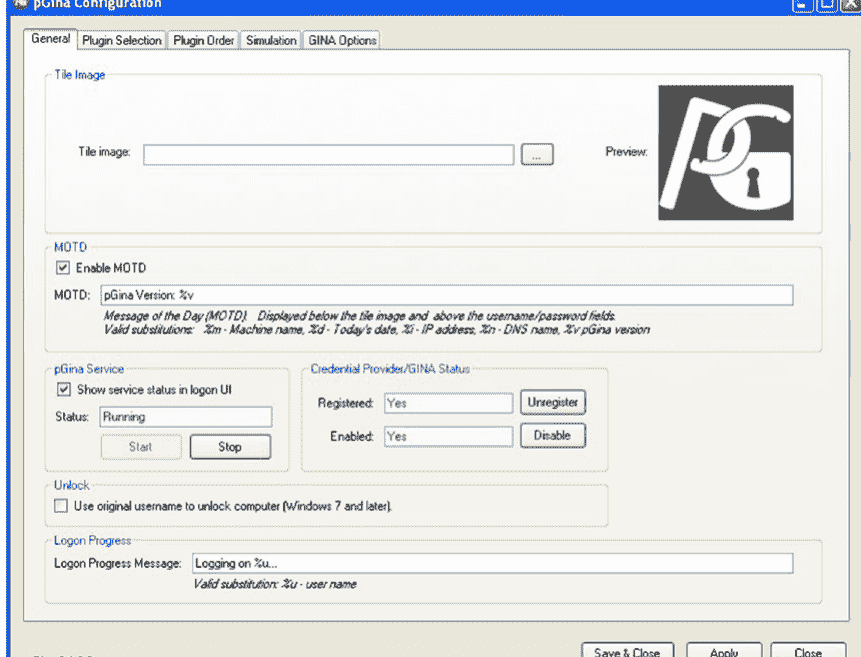 pGina Configuration
General Plugin Selection Plugin Order Simulation GINA Options
Tile Image
Tile image: ... Preview:
MOTD
Enable MOTD
MOTD: pGina Version: %v
Message of the Day (MOTD). Displayed below the tile image and above the username/password fields.
Valid substitutions: %m - Machine name, %d - Today's date, %i - IP address, %n - DNS name, %v pGina version
pGina Service
Show service status in logon UI
Status: Running
Start Stop
Credential Provider/GINA Status
Registered: Yes Unregister
Enabled: Yes Disable
Unlock
Use original username to unlock computer (Windows 7 and later).
Logon Progress
Logon Progress Message: Logging on %u...
Valid substitution: %u - user name
Save & Close Apply Close